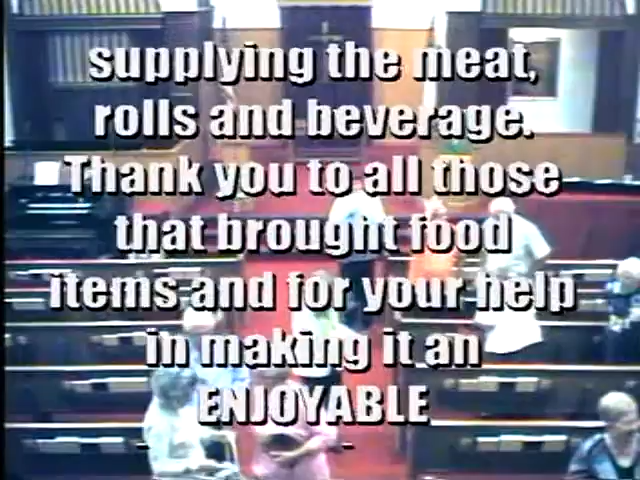 supplying the meat,
rolls and beverage.
Thank you to all those
that brought food
items and for your help
in making it an
ENJOYABLE